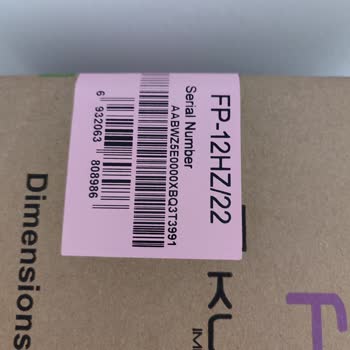 FP-12HZ/22
Serial Number
AABWZ5E0000XBQ3T3991
6 932063 808986
Dimensions